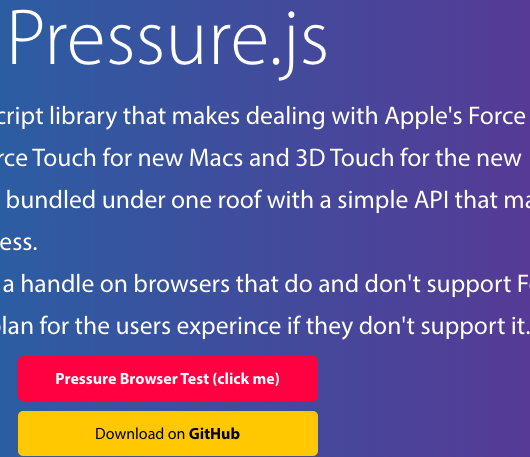 Pressure.js
cript library that makes dealing with Apple's Force
rce Touch for new Macs and 3D Touch for the new
bundled under one roof with a simple API that ma
ess.
a handle on browsers that do and don't support F
lan for the users experince if they don't support it.
Pressure Browser Test (click me)
Download on GitHub